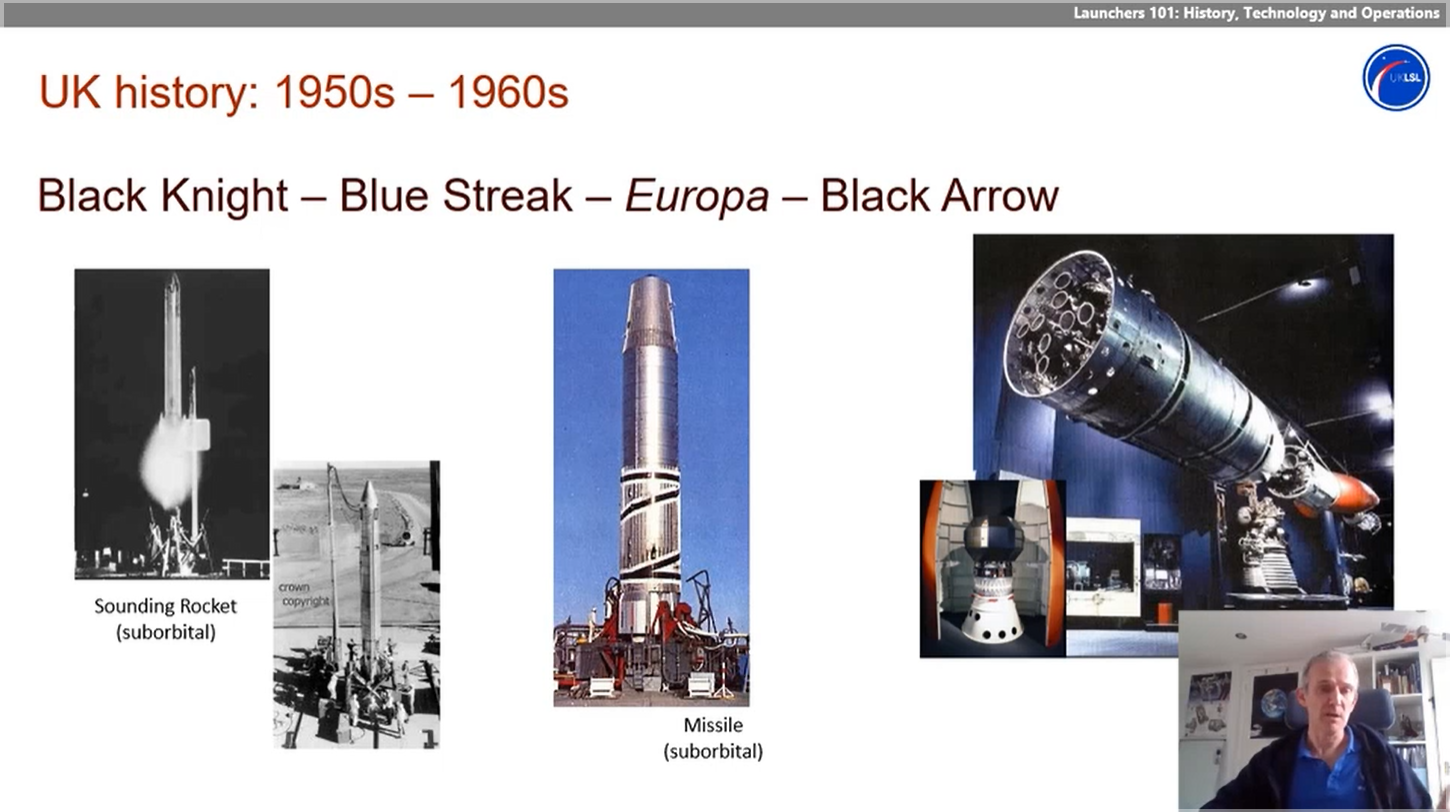 Launchers 101: History, Technology and Operations
UKLSL
UK history: 1950s – 1960s
Black Knight – Blue Streak – Europa – Black Arrow
crown
copyright
Sounding Rocket
(suborbital)
Missile
(suborbital)